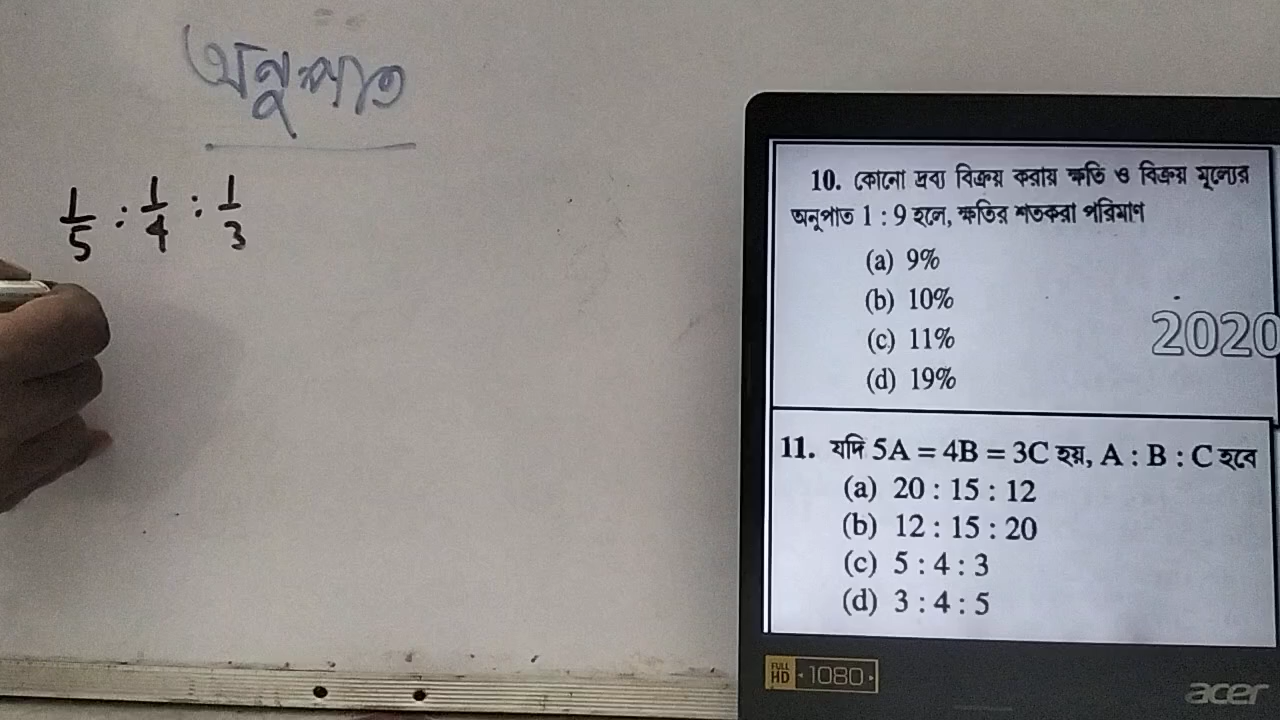 অনুপাত
1/5 : 1/4 : 1/3
10. কোনো দ্রব্য বিক্রয় করায় ক্ষতি ও বিক্রয় মূল্যের
অনুপাত 1 : 9 হলে, ক্ষতির শতকরা পরিমাণ
(a) 9%
(b) 10%
(c) 11%
(d) 19%
2020
11. যদি 5A = 4B = 3C হয়, A : B : C হবে
(a) 20 : 15 : 12
(b) 12 : 15 : 20
(c) 5 : 4 : 3
(d) 3 : 4 : 5
FULL HD 1080
acer